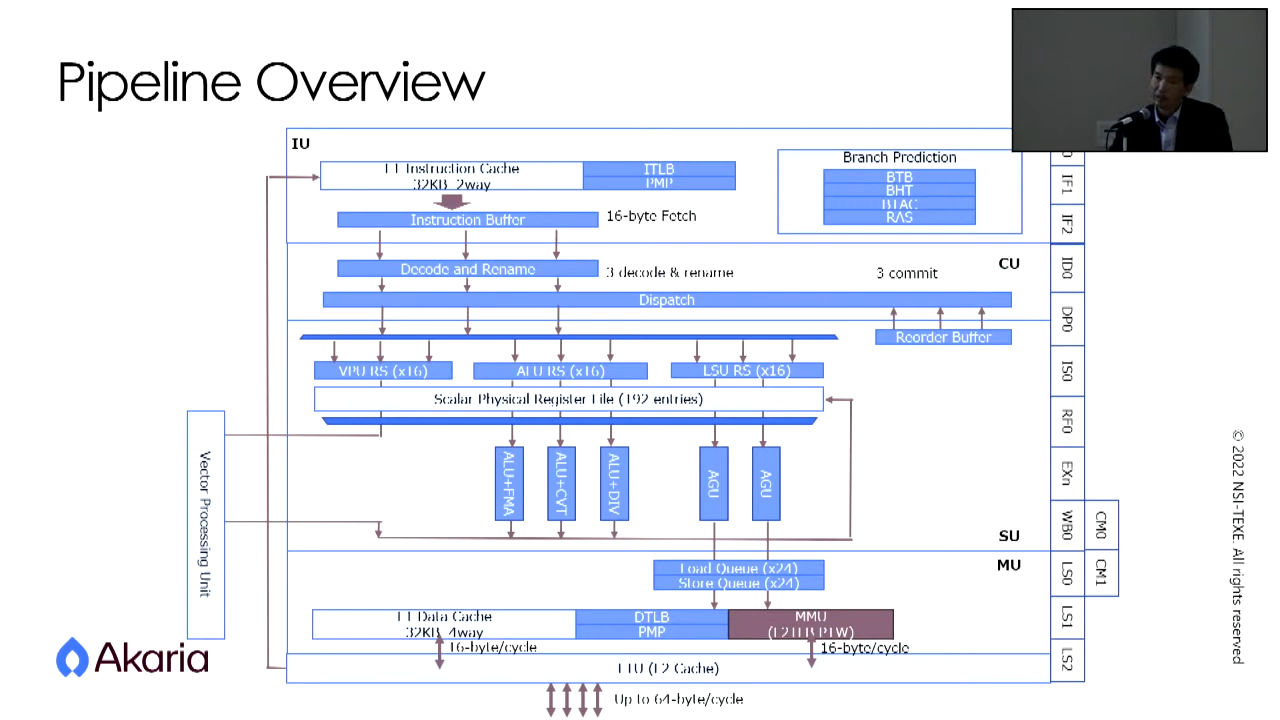 Pipeline Overview
IU
L1 Instruction Cache
32KB 2way
ITLB
PMP
Branch Prediction
BTB
BHT
BTAC
RAS
Instruction Buffer
16-byte Fetch
CU
Decode and Rename
3 decode & rename
3 commit
Dispatch
Reorder Buffer
VPU RS (x16)
ALU RS (x16)
LSU RS (x16)
Scalar Physical Register File (192 entries)
ALU+FMA
ALU+CVT
ALU+DIV
AGU
AGU
SU
MU
Load Queue (x24)
Store Queue (x24)
L1 Data Cache
32KB 4way
DTLB
PMP
MMU
(L2TLB PTW)
16-byte/cycle
16-byte/cycle
(L2 Cache)
Up to 64-byte/cycle
Vector Processing Unit
IF1
IF2
ID0
DP0
IS0
RF0
EXn
WB0
CM0
LS0
CM1
LS1
LS2
Akaria
© 2022 NSI-TEXE. All rights reserved